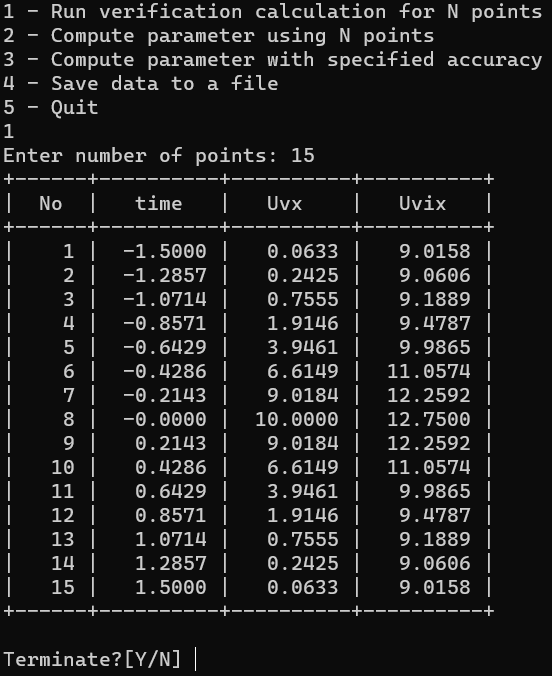 1 - Run verification calculation for N points
2 - Compute parameter using N points
3 - Compute parameter with specified accuracy
4 - Save data to a file
5 - Quit
1
Enter number of points: 15
+------+----------+----------+----------+
|  No  |   time   |   Uvx    |   Uvix   |
+------+----------+----------+----------+
|    1 |  -1.5000 |   0.0633 |   9.0158 |
|    2 |  -1.2857 |   0.2425 |   9.0606 |
|    3 |  -1.0714 |   0.7555 |   9.1889 |
|    4 |  -0.8571 |   1.9146 |   9.4787 |
|    5 |  -0.6429 |   3.9461 |   9.9865 |
|    6 |  -0.4286 |   6.6149 |  11.0574 |
|    7 |  -0.2143 |   9.0184 |  12.2592 |
|    8 |  -0.0000 |  10.0000 |  12.7500 |
|    9 |   0.2143 |   9.0184 |  12.2592 |
|   10 |   0.4286 |   6.6149 |  11.0574 |
|   11 |   0.6429 |   3.9461 |   9.9865 |
|   12 |   0.8571 |   1.9146 |   9.4787 |
|   13 |   1.0714 |   0.7555 |   9.1889 |
|   14 |   1.2857 |   0.2425 |   9.0606 |
|   15 |   1.5000 |   0.0633 |   9.0158 |
+------+----------+----------+----------+
Terminate?[Y/N]